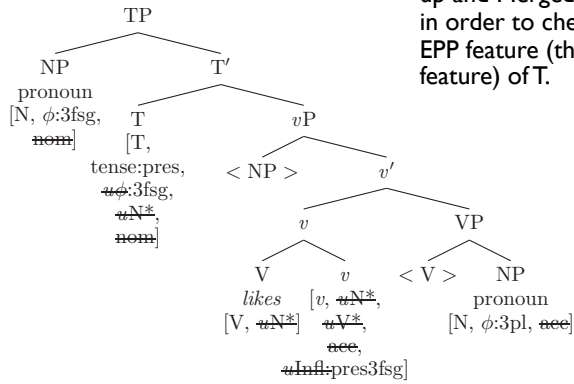 up and Merged
in order to che
EPP feature (th
feature) of T.
TP
NP
pronoun
[N, ϕ:3fsg,
nom]
T′
T
[T,
tense:pres,
uϕ:3fsg,
uN*,
nom]
vP
< NP >
v′
v
VP
V
likes
[V, uN*]
v
[v, uN*,
uV*,
acc,
uInfl:pres3fsg]
< V >
NP
pronoun
[N, ϕ:3pl, acc]